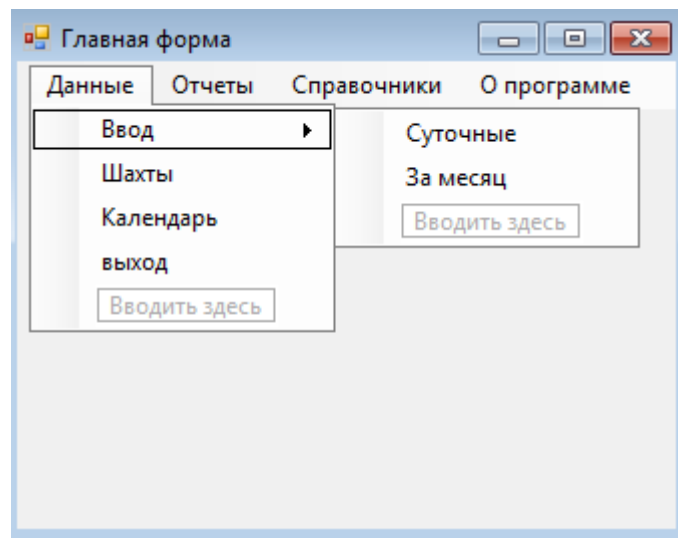 Главная форма
Данные Отчеты Справочники О программе
Ввод Суточные
Шахты За месяц
Календарь Вводить здесь
выход
Вводить здесь